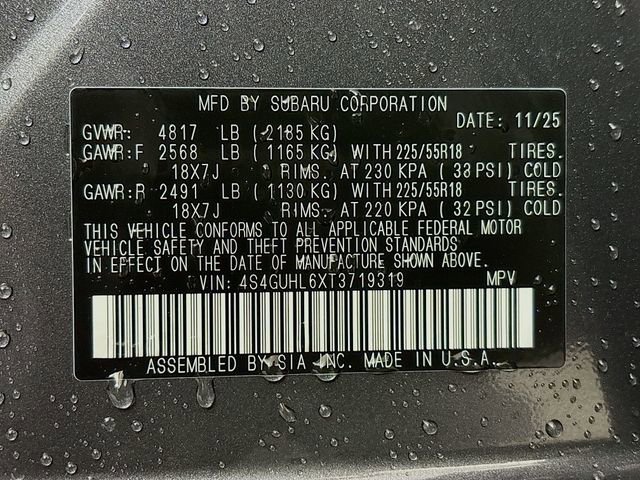 MFD BY SUBARU CORPORATION
DATE: 11/25
GVWR: 4817 LB (2185 KG)
GAWR: F 2568 LB (1165 KG) WITH 225/55R18 TIRES.
18X7J RIMS. AT 230 KPA (33 PSI) COLD
GAWR: R 2491 LB (1130 KG) WITH 225/55R18 TIRES.
18X7J RIMS. AT 220 KPA (32 PSI) COLD
THIS VEHICLE CONFORMS TO ALL APPLICABLE FEDERAL MOTOR
VEHICLE SAFETY AND THEFT PREVENTION STANDARDS
IN EFFECT ON THE DATE OF MANUFACTURE SHOWN ABOVE.
VIN: 4S4GUHL6XT3719319 MPV
ASSEMBLED BY SIA INC. MADE IN U.S.A.